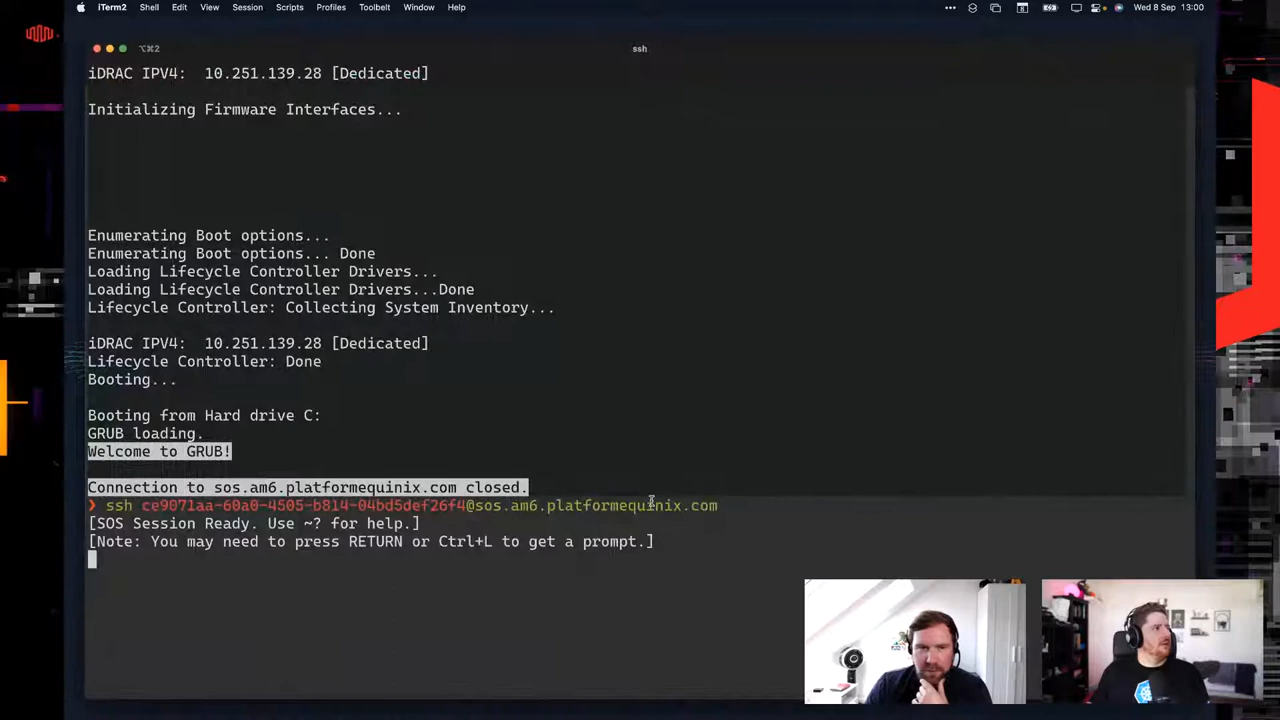 iTerm2 Shell Edit View Session Scripts Profiles Toolbelt Window Help Wed 8 Sep 13:00
⌥⌘2 ssh
iDRAC IPV4:  10.251.139.28 [Dedicated]
Initializing Firmware Interfaces...
Enumerating Boot options...
Enumerating Boot options... Done
Loading Lifecycle Controller Drivers...
Loading Lifecycle Controller Drivers...Done
Lifecycle Controller: Collecting System Inventory...
iDRAC IPV4:  10.251.139.28 [Dedicated]
Lifecycle Controller: Done
Booting...
Booting from Hard drive C:
GRUB loading.
Welcome to GRUB!
Connection to sos.am6.platformequinix.com closed.
❯ ssh ce9071aa-60a0-4505-b814-04bd5def26f4@sos.am6.platformequinix.com
[SOS Session Ready. Use ~? for help.]
[Note: You may need to press RETURN or Ctrl+L to get a prompt.]